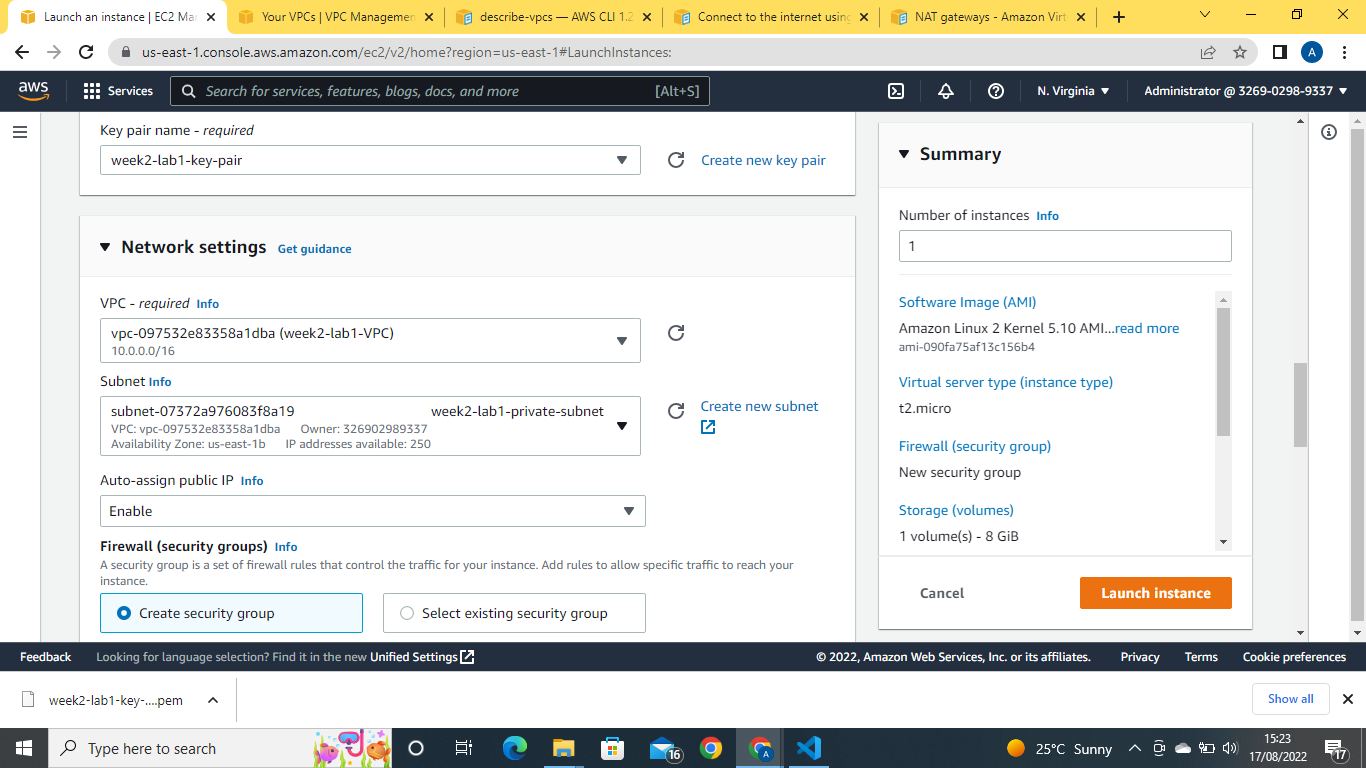 Launch an instance | EC2 Mar
Your VPCs | VPC Managemen
describe-vpcs — AWS CLI 1.2
Connect to the internet using
NAT gateways - Amazon Virt
us-east-1.console.aws.amazon.com/ec2/v2/home?region=us-east-1#LaunchInstances:
A
aws
Services
Search for services, features, blogs, docs, and more
[Alt+S]
N. Virginia
Administrator @ 3269-0298-9337
Key pair name - required
week2-lab1-key-pair
Create new key pair
Network settings Get guidance
VPC - required Info
vpc-097532e83358a1dba (week2-lab1-VPC)
10.0.0.0/16
Subnet Info
subnet-07372a976083f8a19 week2-lab1-private-subnet
VPC: vpc-097532e83358a1dba Owner: 326902989337
Availability Zone: us-east-1b IP addresses available: 250
Create new subnet
Auto-assign public IP Info
Enable
Firewall (security groups) Info
A security group is a set of firewall rules that control the traffic for your instance. Add rules to allow specific traffic to reach your
instance.
Create security group
Select existing security group
Summary
Number of instances Info
1
Software Image (AMI)
Amazon Linux 2 Kernel 5.10 AMI...read more
ami-090fa75af13c156b4
Virtual server type (instance type)
t2.micro
Firewall (security group)
New security group
Storage (volumes)
1 volume(s) - 8 GiB
Cancel
Launch instance
Feedback
Looking for language selection? Find it in the new Unified Settings
© 2022, Amazon Web Services, Inc. or its affiliates.
Privacy
Terms
Cookie preferences
week2-lab1-key-....pem
Show all
Type here to search
16
A
25°C Sunny
15:23
17/08/2022
17